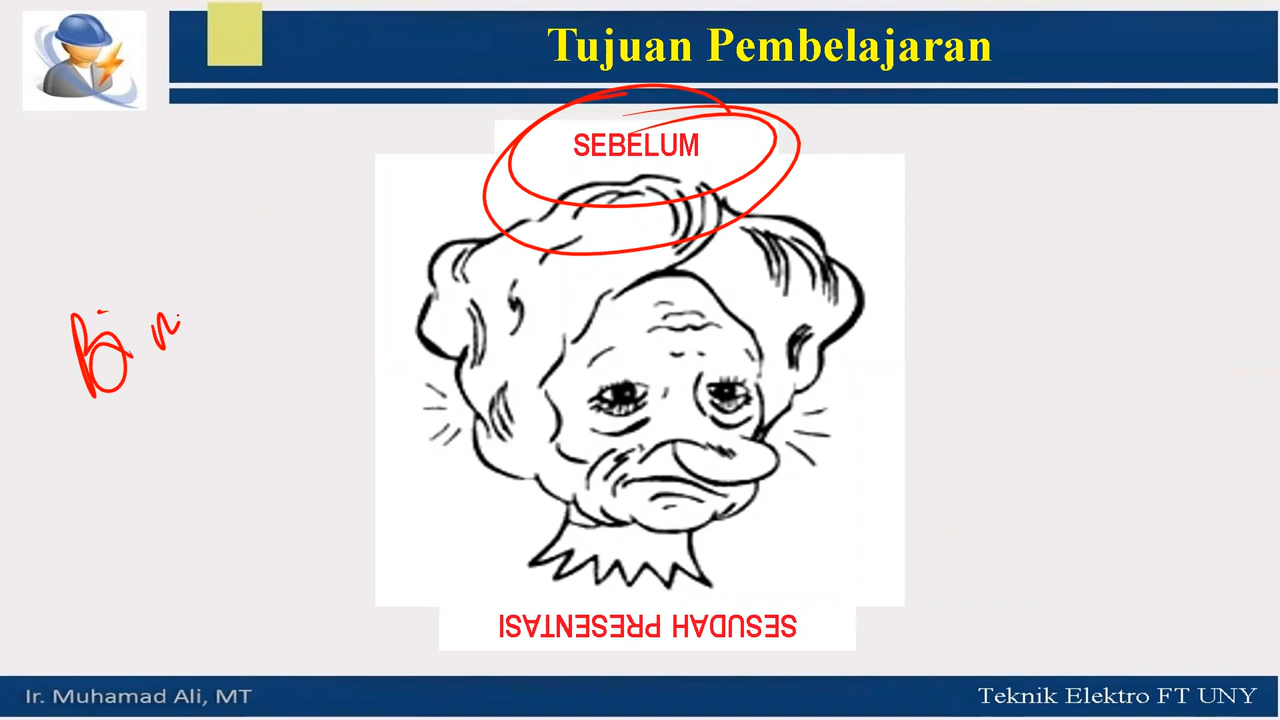 Tujuan Pembelajaran
SEBELUM
SESUDAH PRESENTASI
Ir. Muhamad Ali, MT
Teknik Elektro FT UNY